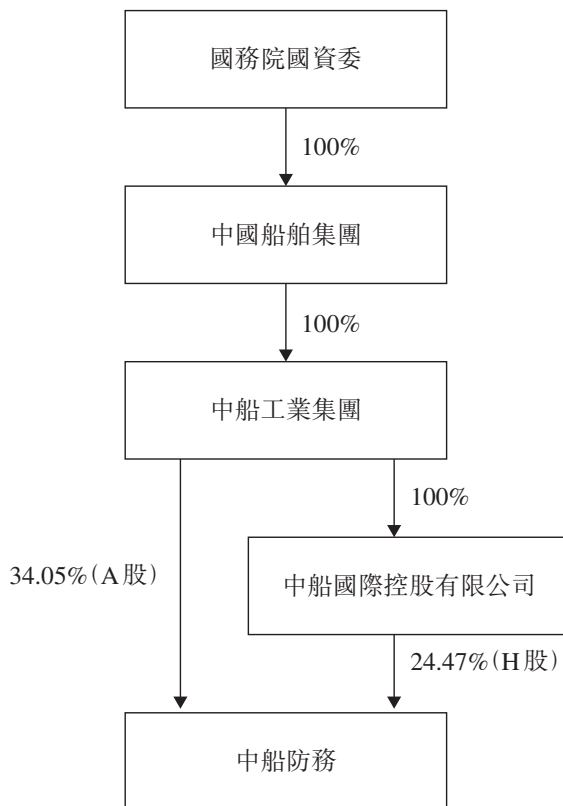 國務院國資委
100%
中國船舶集團
100%
中船工業集團
100%
34.05%(A股)
中船國際控股有限公司
24.47%(H股)
中船防務